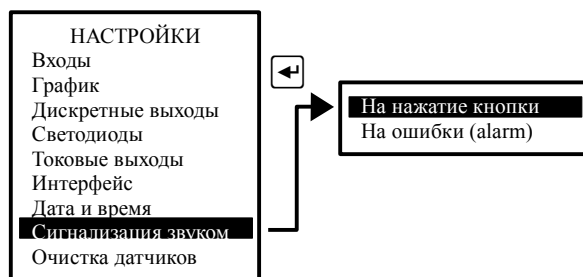 НАСТРОЙКИ
Входы
График
Дискретные выходы
Светодиоды
Токовые выходы
Интерфейс
Дата и время
Сигнализация звуком
Очистка датчиков
На нажатие кнопки
На ошибки (alarm)